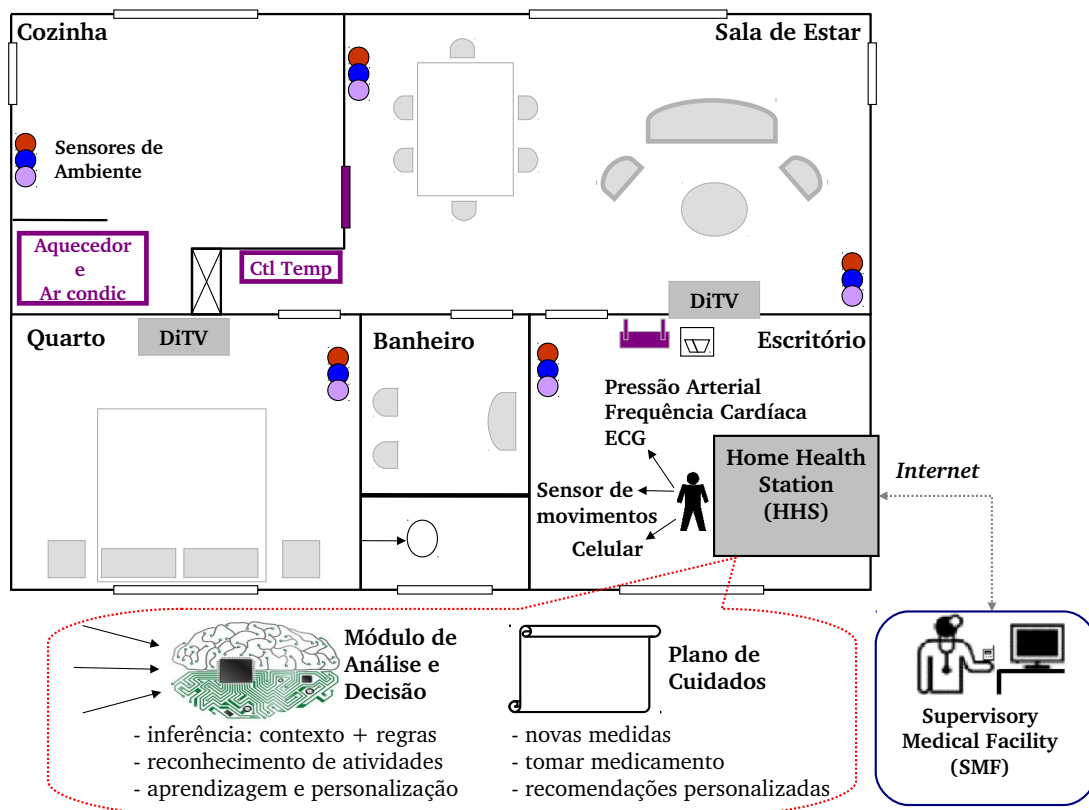 Cozinha
Sala de Estar
Sensores de
Ambiente
Aquecedor
e
Ar condic
Ctl Temp
DiTV
DiTV
Quarto
Banheiro
Escritório
Pressão Arterial
Frequência Cardíaca
ECG
Sensor de
movimentos
Celular
Home Health
Station
(HHS)
Internet
Módulo de
Análise e
Decisão
- inferência: contexto + regras
- reconhecimento de atividades
- aprendizagem e personalização
Plano de
Cuidados
- novas medidas
- tomar medicamento
- recomendações personalizadas
Supervisory
Medical Facility
(SMF)